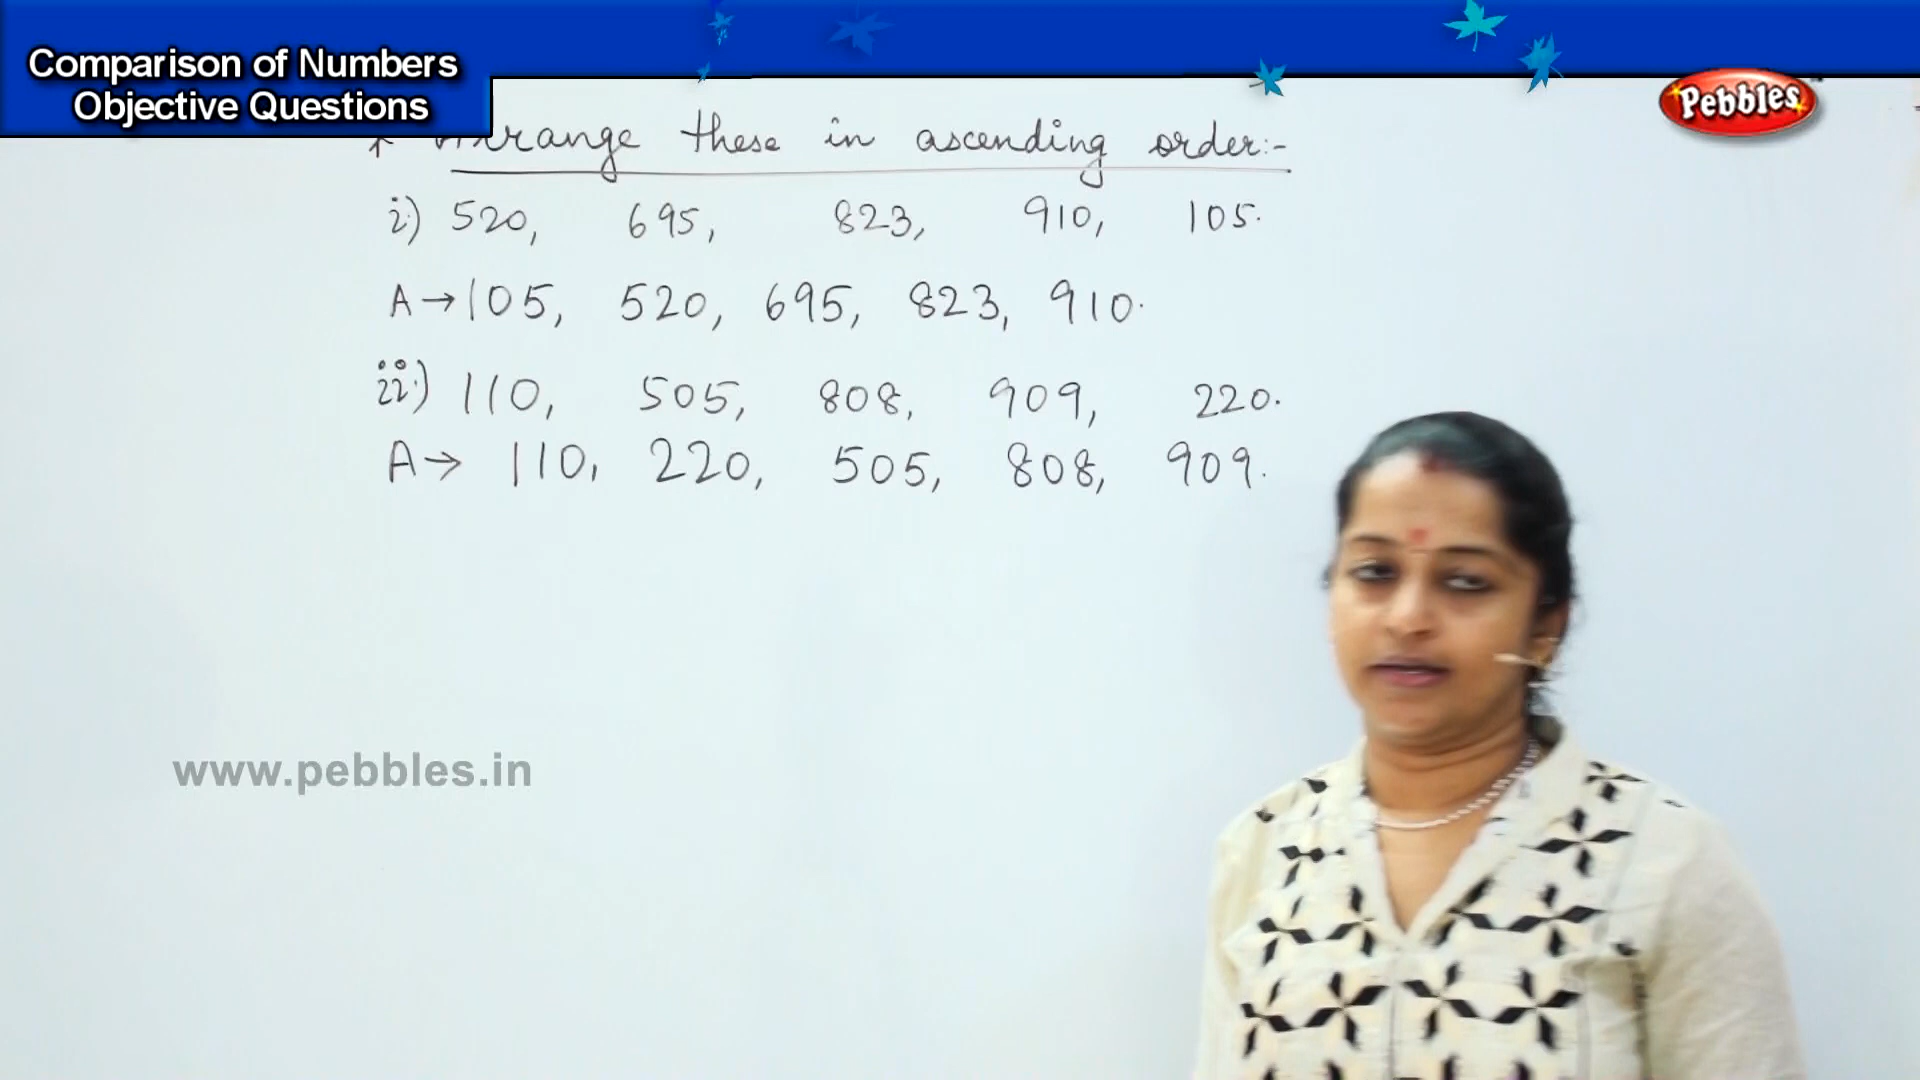 Comparison of Numbers
Objective Questions
Pebbles
Arrange these in ascending order:-
i) 520, 695, 823, 910, 105.
A → 105, 520, 695, 823, 910.
ii) 110, 505, 808, 909, 220.
A → 110, 220, 505, 808, 909.
www.pebbles.in